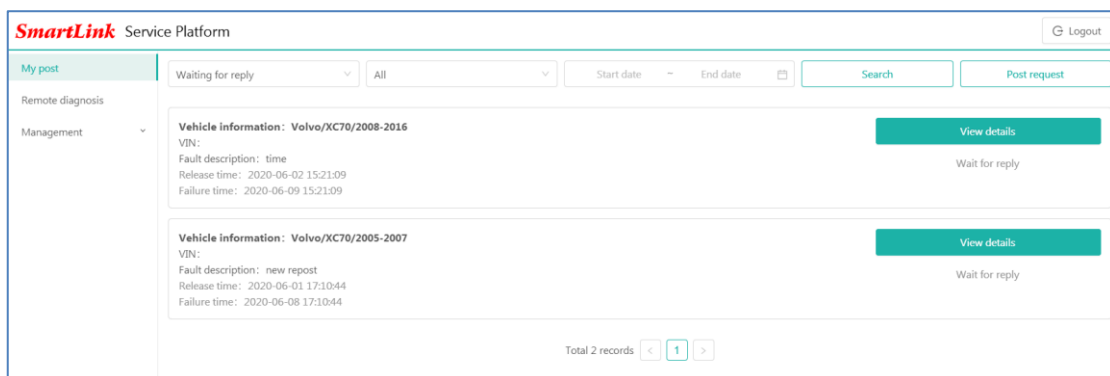 SmartLink Service Platform
Logout
My post
Remote diagnosis
Management
Waiting for reply
All
Start date ~ End date
Search
Post request
Vehicle information: Volvo/XC70/2008-2016
VIN:
Fault description: time
Release time: 2020-06-02 15:21:09
Failure time: 2020-06-09 15:21:09
View details
Wait for reply
Vehicle information: Volvo/XC70/2005-2007
VIN:
Fault description: new repost
Release time: 2020-06-01 17:10:44
Failure time: 2020-06-08 17:10:44
View details
Wait for reply
Total 2 records < 1 >